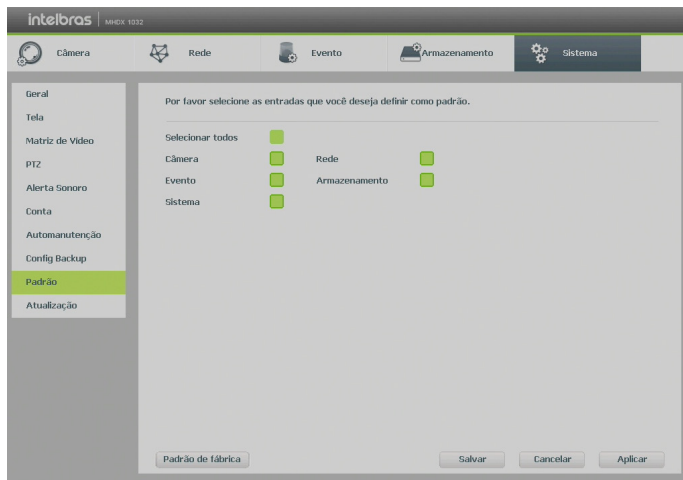 intelbras | MHDX 1032
Câmera Rede Evento Armazenamento Sistema
Geral
Tela
Matriz de Vídeo
PTZ
Alerta Sonoro
Conta
Automanutenção
Config Backup
Padrão
Atualização
Por favor selecione as entradas que você deseja definir como padrão.
Selecionar todos
Câmera Rede
Evento Armazenamento
Sistema
Padrão de fábrica Salvar Cancelar Aplicar